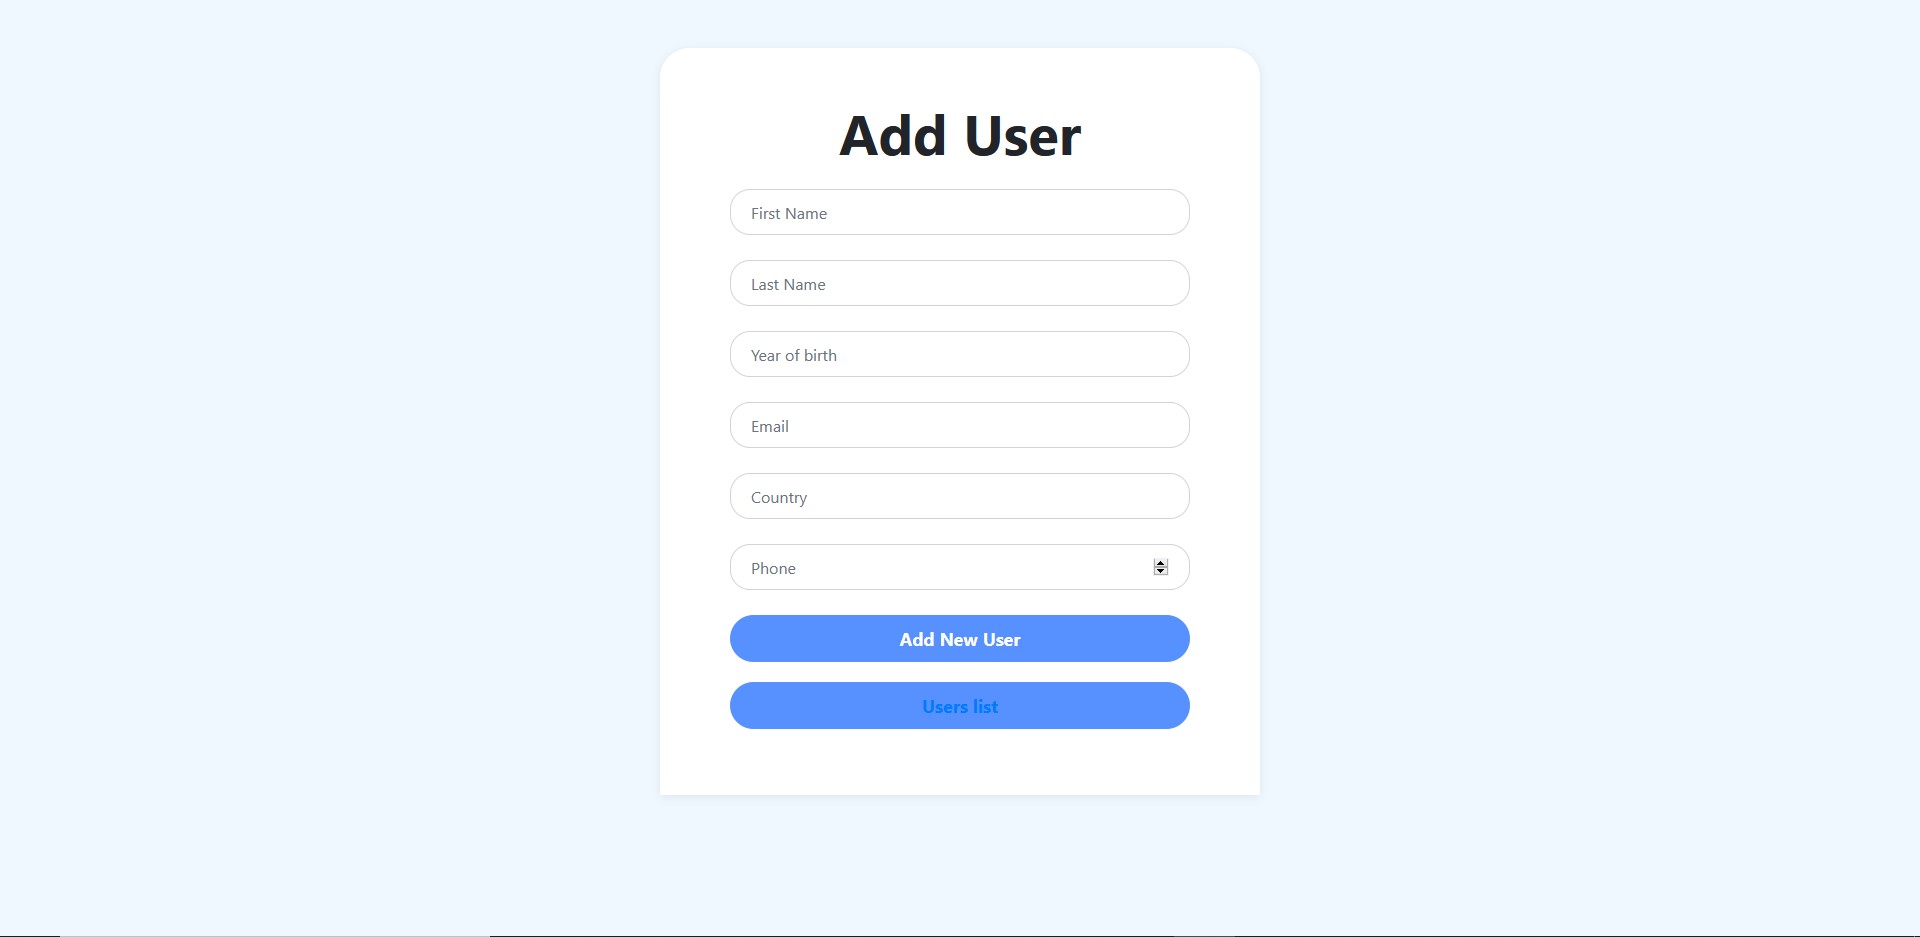 Add User
First Name
Last Name
Year of birth
Email
Country
Phone
Add New User
Users list